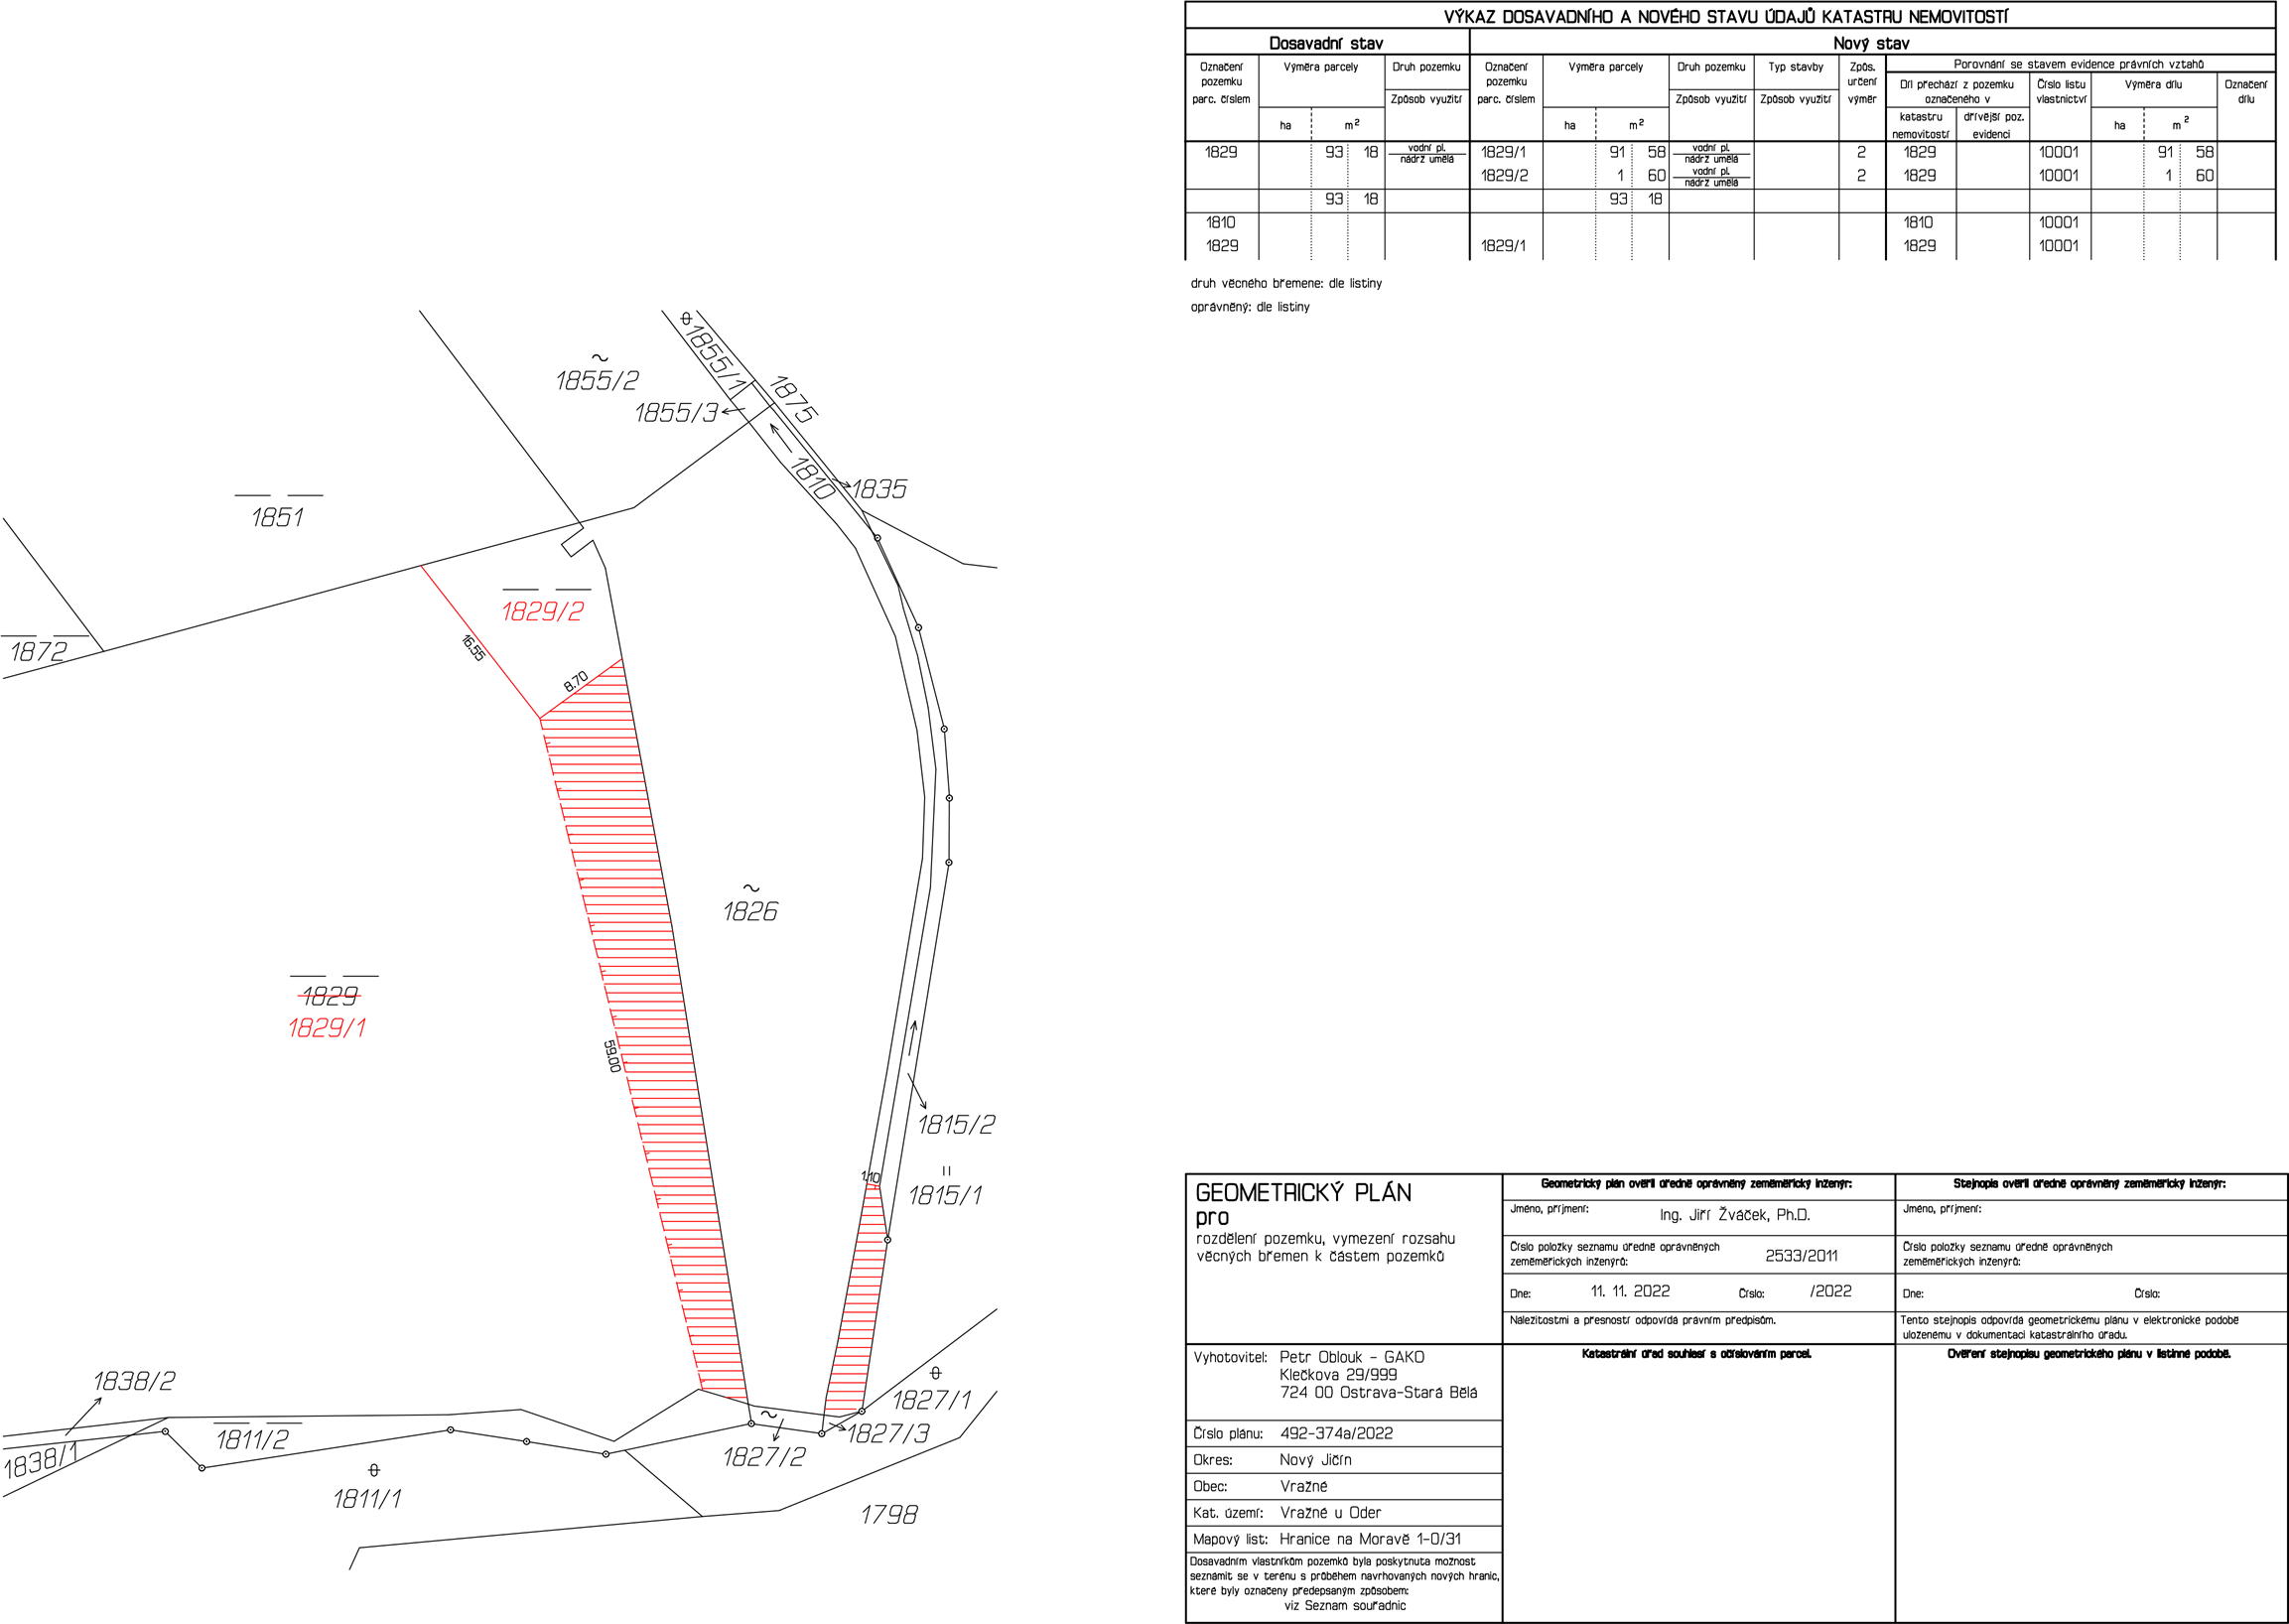 VÝKAZ DOSAVADNÍHO A NOVÉHO STAVU ÚDAJŮ KATASTRU NEMOVITOSTÍ
Dosavadní stav Nový stav
Označení pozemku parc. číslem Výměra parcely ha m² Druh pozemku Způsob využití Označení pozemku parc. číslem Výměra parcely ha m² Druh pozemku Způsob využití Typ stavby Způsob využití Způs. určení výměr Porovnání se stavem evidence právních vztahů
Díl přechází z pozemku označeného v katastru nemovitostí dřívější poz. evidenci Číslo listu vlastnictví Výměra dílu ha m² Označení dílu
1829 93 18 vodní pl. nádrž umělá 1829/1 91 58 vodní pl. nádrž umělá 2 1829 10001 91 58
1829/2 1 60 vodní pl. nádrž umělá 2 1829 10001 1 60
93 18 93 18
1810 1810 10001
1829 1829/1 1829 10001
druh věcného břemene: dle listiny
oprávněný: dle listiny
1855/1
1855/2
1875
1855/3
1810
1835
1851
1829/2
1872
16.55
8.70
1826
1829
1829/1
59.00
1815/2
1.10
1815/1
1838/2
1827/1
1827/3
1811/2
1838/1
1827/2
1811/1
1798
GEOMETRICKÝ PLÁN
pro
rozdělení pozemku, vymezení rozsahu
věcných břemen k částem pozemků
Geometrický plán ověřil úředně oprávněný zeměměřický inženýr:
Jméno, příjmení: Ing. Jiří Žváček, Ph.D.
Číslo položky seznamu úředně oprávněných
zeměměřických inženýrů: 2533/2011
Dne: 11. 11. 2022 Číslo: /2022
Náležitostmi a přesností odpovídá právním předpisům.
Katastrální úřad souhlasí s očíslováním parcel.
Stejnopis ověřil úředně oprávněný zeměměřický inženýr:
Jméno, příjmení:
Číslo položky seznamu úředně oprávněných
zeměměřických inženýrů:
Dne: Číslo:
Tento stejnopis odpovídá geometrickému plánu v elektronické podobě
uloženému v dokumentaci katastrálního úřadu.
Ověření stejnopisu geometrického plánu v listinné podobě.
Vyhotovitel: Petr Oblouk - GAKO
Klečkova 29/999
724 00 Ostrava-Stará Bělá
Číslo plánu: 492-374a/2022
Okres: Nový Jičín
Obec: Vražné
Kat. území: Vražné u Oder
Mapový list: Hranice na Moravě 1-0/31
Dosavadním vlastníkům pozemků byla poskytnuta možnost
seznámit se v terénu s průběhem navrhovaných nových hranic,
které byly označeny předepsaným způsobem:
viz Seznam souřadnic